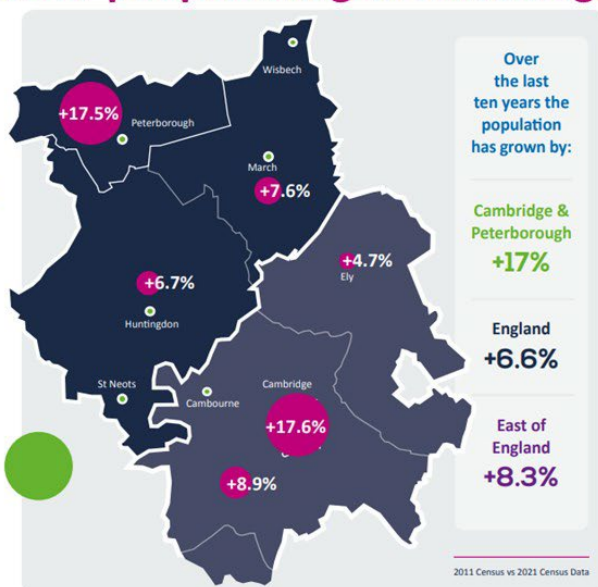 Wisbech
+17.5%
Peterborough
March
+7.6%
+4.7%
Ely
+6.7%
Huntingdon
St Neots
Cambourne
Cambridge
+17.6%
+8.9%
Over
the last
ten years the
population
has grown by:
Cambridge &
Peterborough
+17%
England
+6.6%
East of
England
+8.3%
2011 Census vs 2021 Census Data